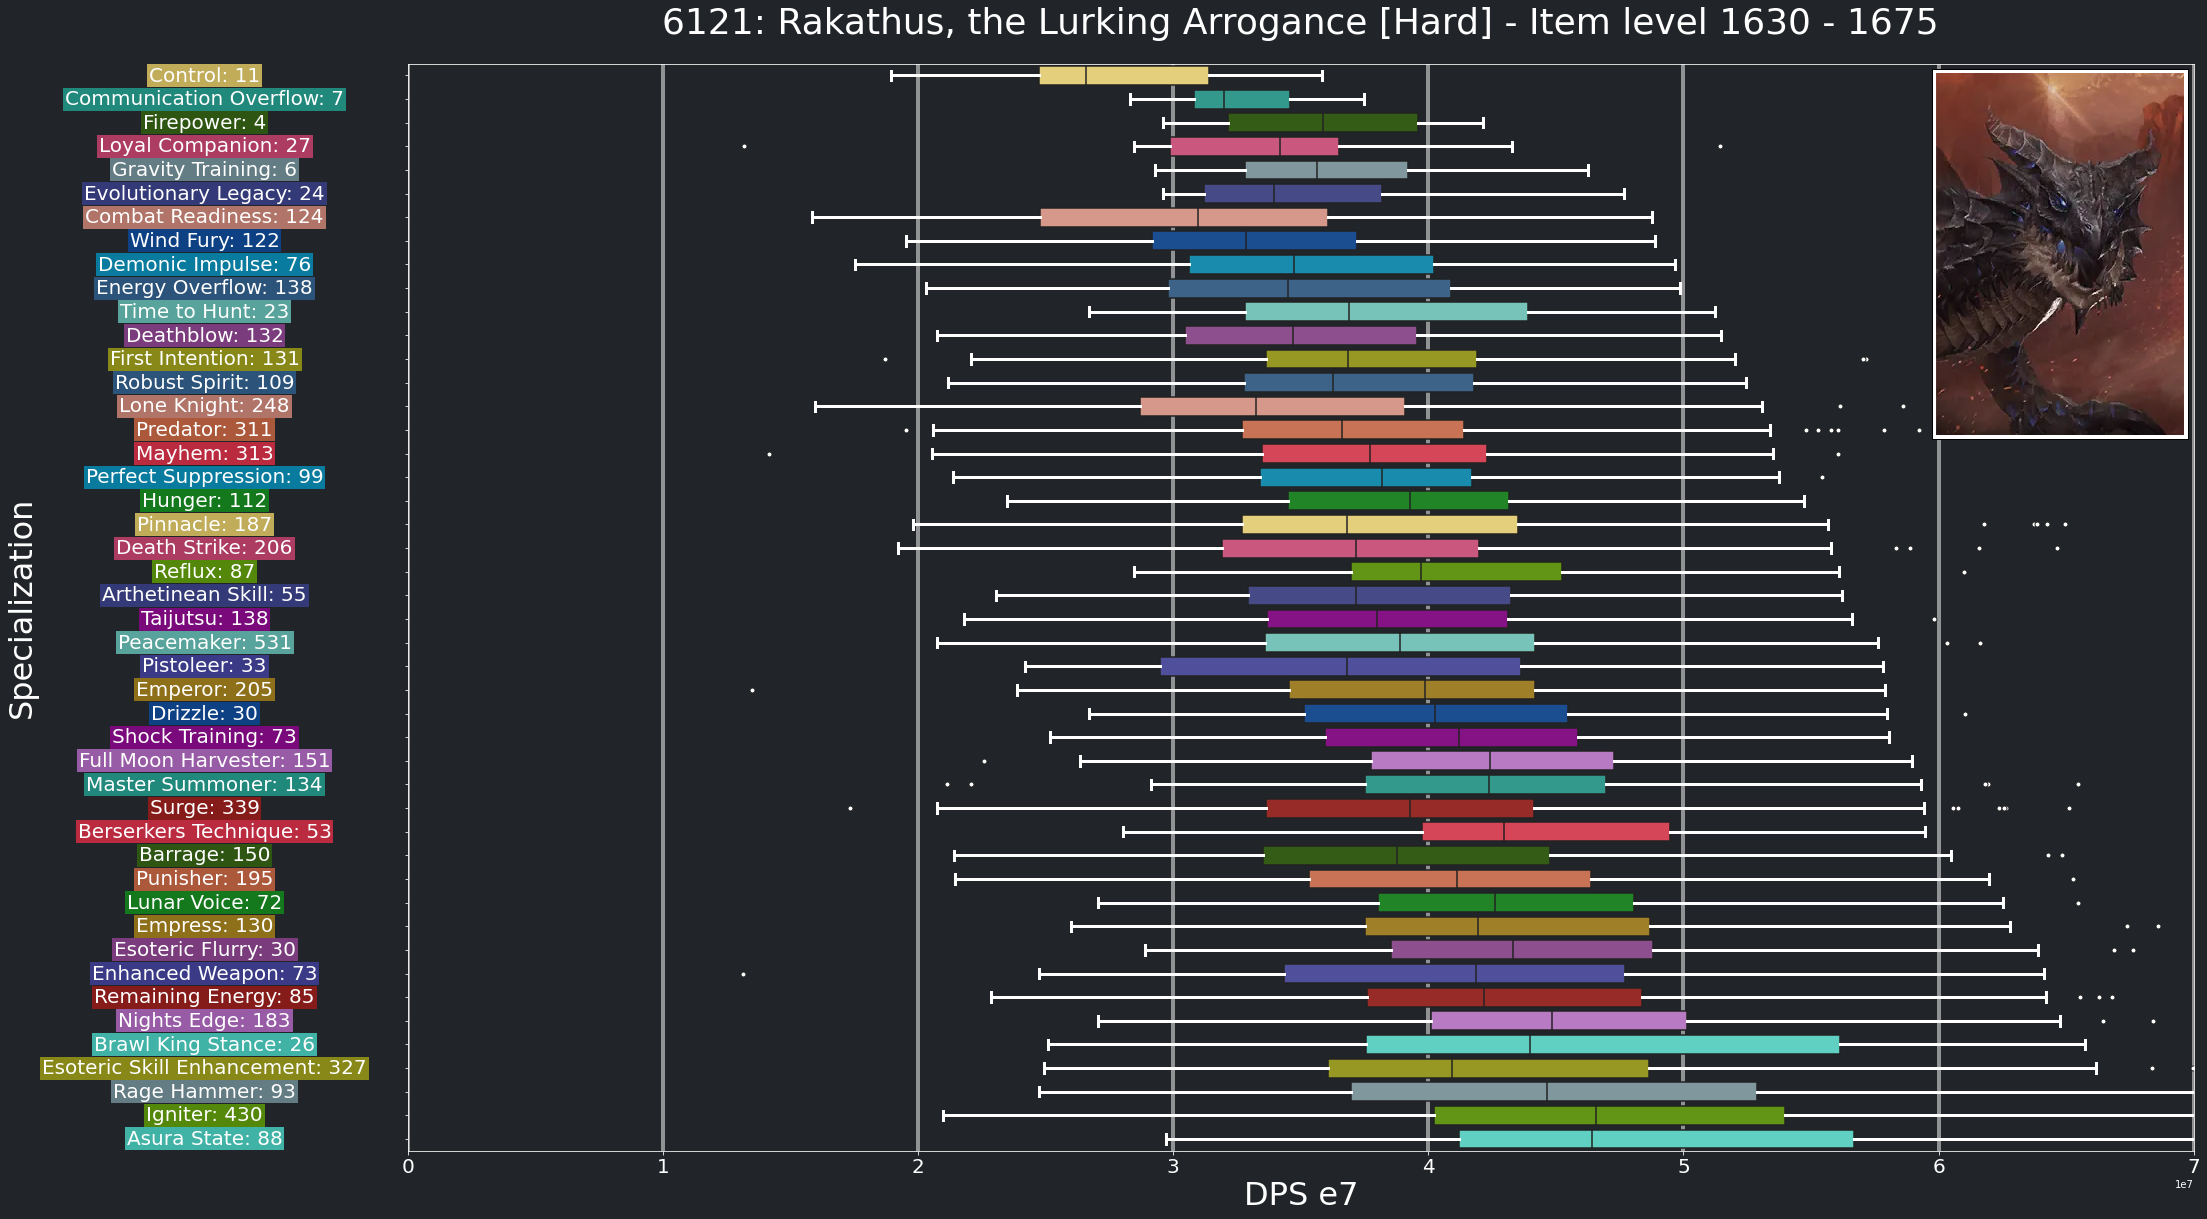 6121: Rakathus, the Lurking Arrogance [Hard] - Item level 1630 - 1675
Specialization
Control: 11
Communication Overflow: 7
Firepower: 4
Loyal Companion: 27
Gravity Training: 6
Evolutionary Legacy: 24
Combat Readiness: 124
Wind Fury: 122
Demonic Impulse: 76
Energy Overflow: 138
Time to Hunt: 23
Deathblow: 132
First Intention: 131
Robust Spirit: 109
Lone Knight: 248
Predator: 311
Mayhem: 313
Perfect Suppression: 99
Hunger: 112
Pinnacle: 187
Death Strike: 206
Reflux: 87
Arthetinean Skill: 55
Taijutsu: 138
Peacemaker: 531
Pistoleer: 33
Emperor: 205
Drizzle: 30
Shock Training: 73
Full Moon Harvester: 151
Master Summoner: 134
Surge: 339
Berserkers Technique: 53
Barrage: 150
Punisher: 195
Lunar Voice: 72
Empress: 130
Esoteric Flurry: 30
Enhanced Weapon: 73
Remaining Energy: 85
Nights Edge: 183
Brawl King Stance: 26
Esoteric Skill Enhancement: 327
Rage Hammer: 93
Igniter: 430
Asura State: 88
0 1 2 3 4 5 6 7
1e7
DPS e7